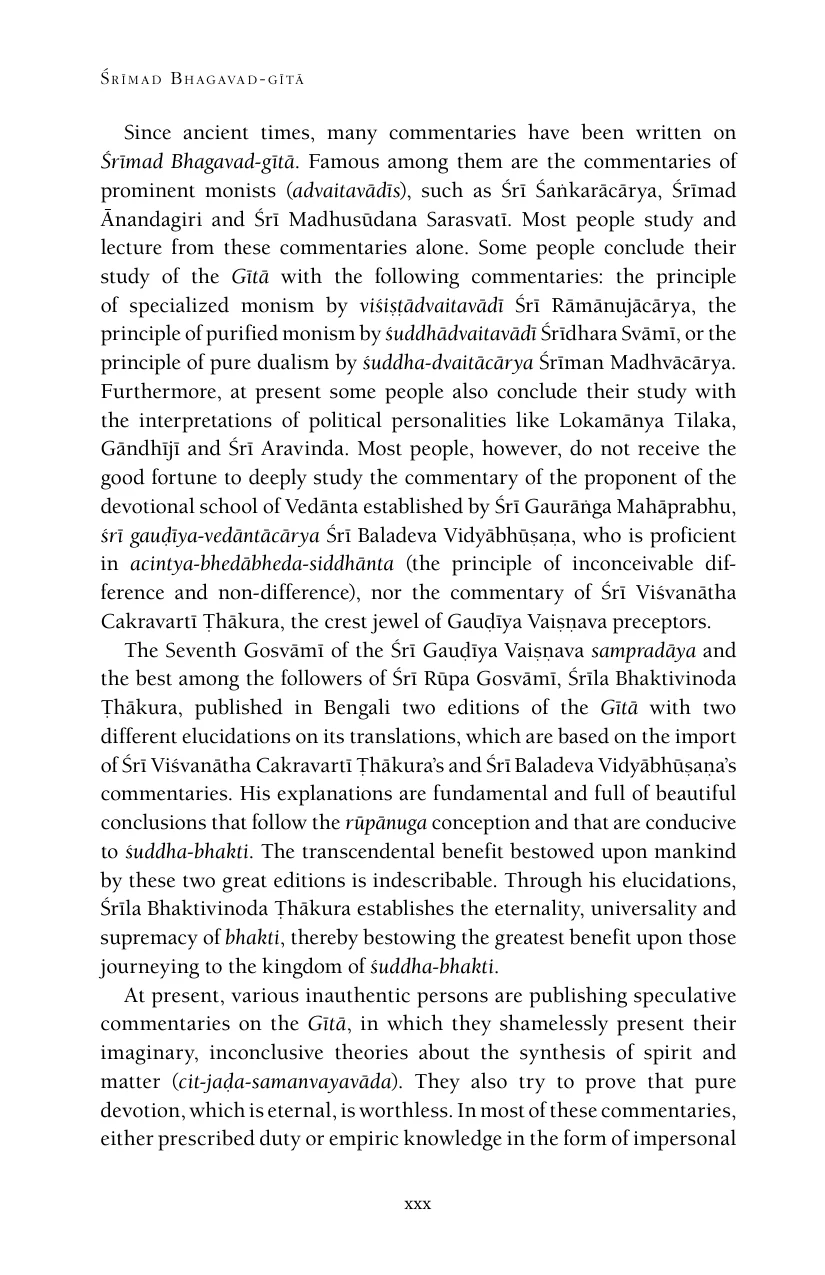 Śrīmad Bhagavad-gītā
Since ancient times, many commentaries have been written on
Śrīmad Bhagavad-gītā. Famous among them are the commentaries of
prominent monists (advaitavādīs), such as Śrī Śaṅkarācārya, Śrīmad
Ānandagiri and Śrī Madhusūdana Sarasvatī. Most people study and
lecture from these commentaries alone. Some people conclude their
study of the Gītā with the following commentaries: the principle
of specialized monism by viśiṣṭādvaitavādī Śrī Rāmānujācārya, the
principle of purified monism by śuddhādvaitavādī Śrīdhara Svāmī, or the
principle of pure dualism by śuddha-dvaitācārya Śrīman Madhvācārya.
Furthermore, at present some people also conclude their study with
the interpretations of political personalities like Lokamānya Tilaka,
Gāndhījī and Śrī Aravinda. Most people, however, do not receive the
good fortune to deeply study the commentary of the proponent of the
devotional school of Vedānta established by Śrī Gaurāṅga Mahāprabhu,
śrī gauḍīya-vedāntācārya Śrī Baladeva Vidyābhūṣaṇa, who is proficient
in acintya-bhedābheda-siddhānta (the principle of inconceivable dif-
ference and non-difference), nor the commentary of Śrī Viśvanātha
Cakravartī Ṭhākura, the crest jewel of Gauḍīya Vaiṣṇava preceptors.
The Seventh Gosvāmī of the Śrī Gauḍīya Vaiṣṇava sampradāya and
the best among the followers of Śrī Rūpa Gosvāmī, Śrīla Bhaktivinoda
Ṭhākura, published in Bengali two editions of the Gītā with two
different elucidations on its translations, which are based on the import
of Śrī Viśvanātha Cakravartī Ṭhākura’s and Śrī Baladeva Vidyābhūṣaṇa’s
commentaries. His explanations are fundamental and full of beautiful
conclusions that follow the rūpānuga conception and that are conducive
to śuddha-bhakti. The transcendental benefit bestowed upon mankind
by these two great editions is indescribable. Through his elucidations,
Śrīla Bhaktivinoda Ṭhākura establishes the eternality, universality and
supremacy of bhakti, thereby bestowing the greatest benefit upon those
journeying to the kingdom of śuddha-bhakti.
At present, various inauthentic persons are publishing speculative
commentaries on the Gītā, in which they shamelessly present their
imaginary, inconclusive theories about the synthesis of spirit and
matter (cit-jaḍa-samanvayavāda). They also try to prove that pure
devotion, which is eternal, is worthless. In most of these commentaries,
either prescribed duty or empiric knowledge in the form of impersonal
xxx